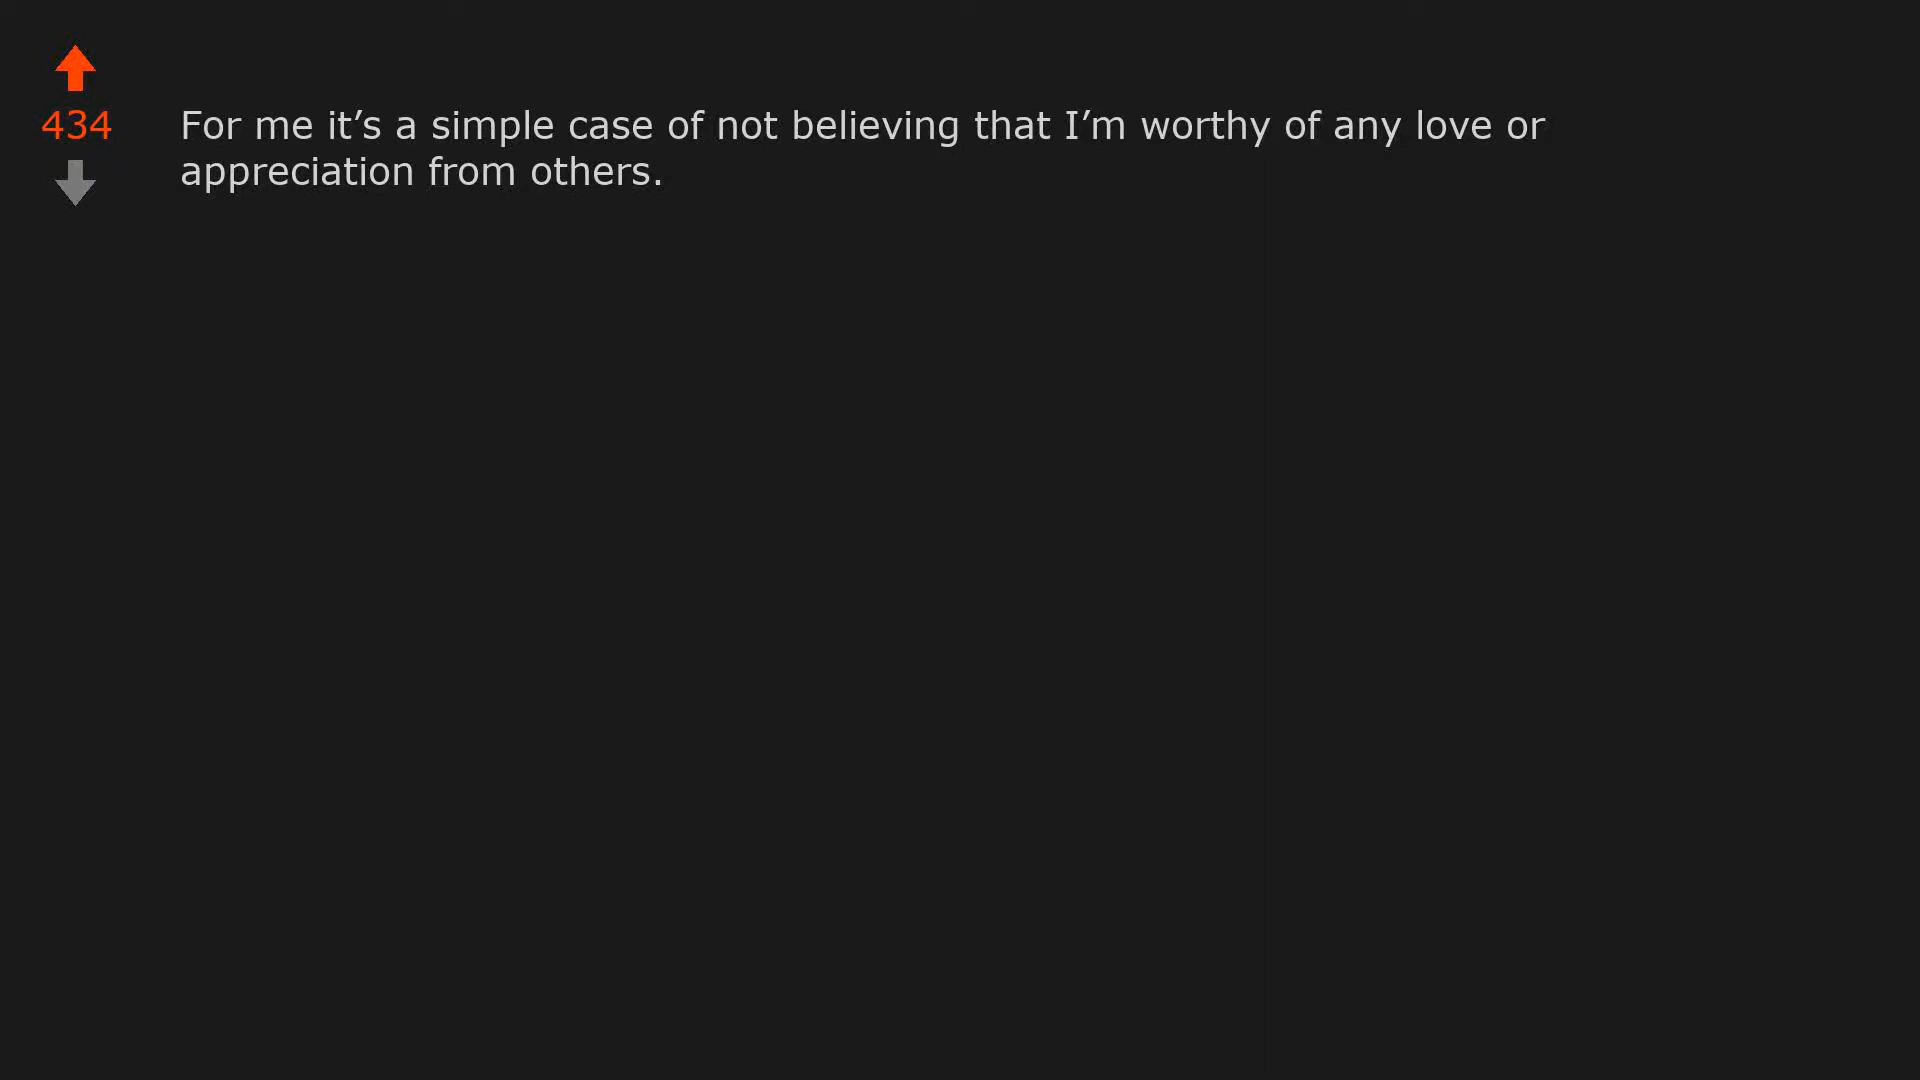 434
For me it’s a simple case of not believing that I’m worthy of any love or
appreciation from others.